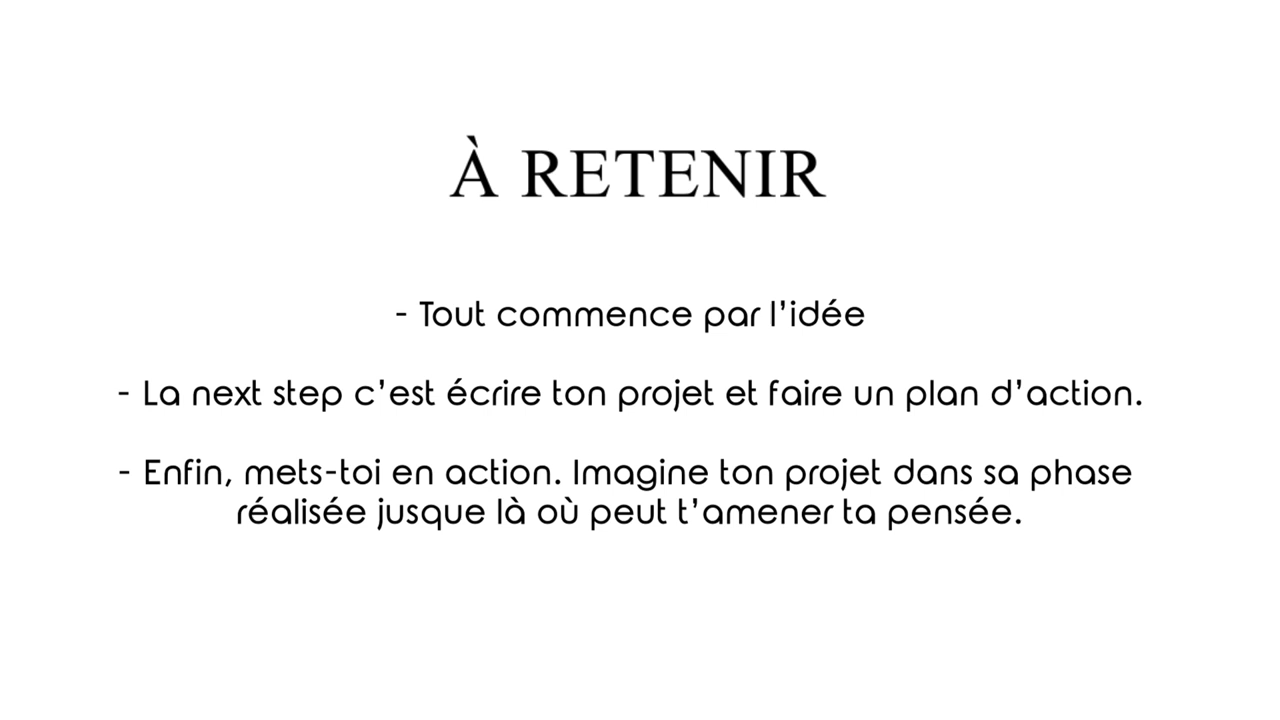 À RETENIR
- Tout commence par l’idée
- La next step c’est écrire ton projet et faire un plan d’action.
- Enfin, mets-toi en action. Imagine ton projet dans sa phase
réalisée jusque là où peut t’amener ta pensée.